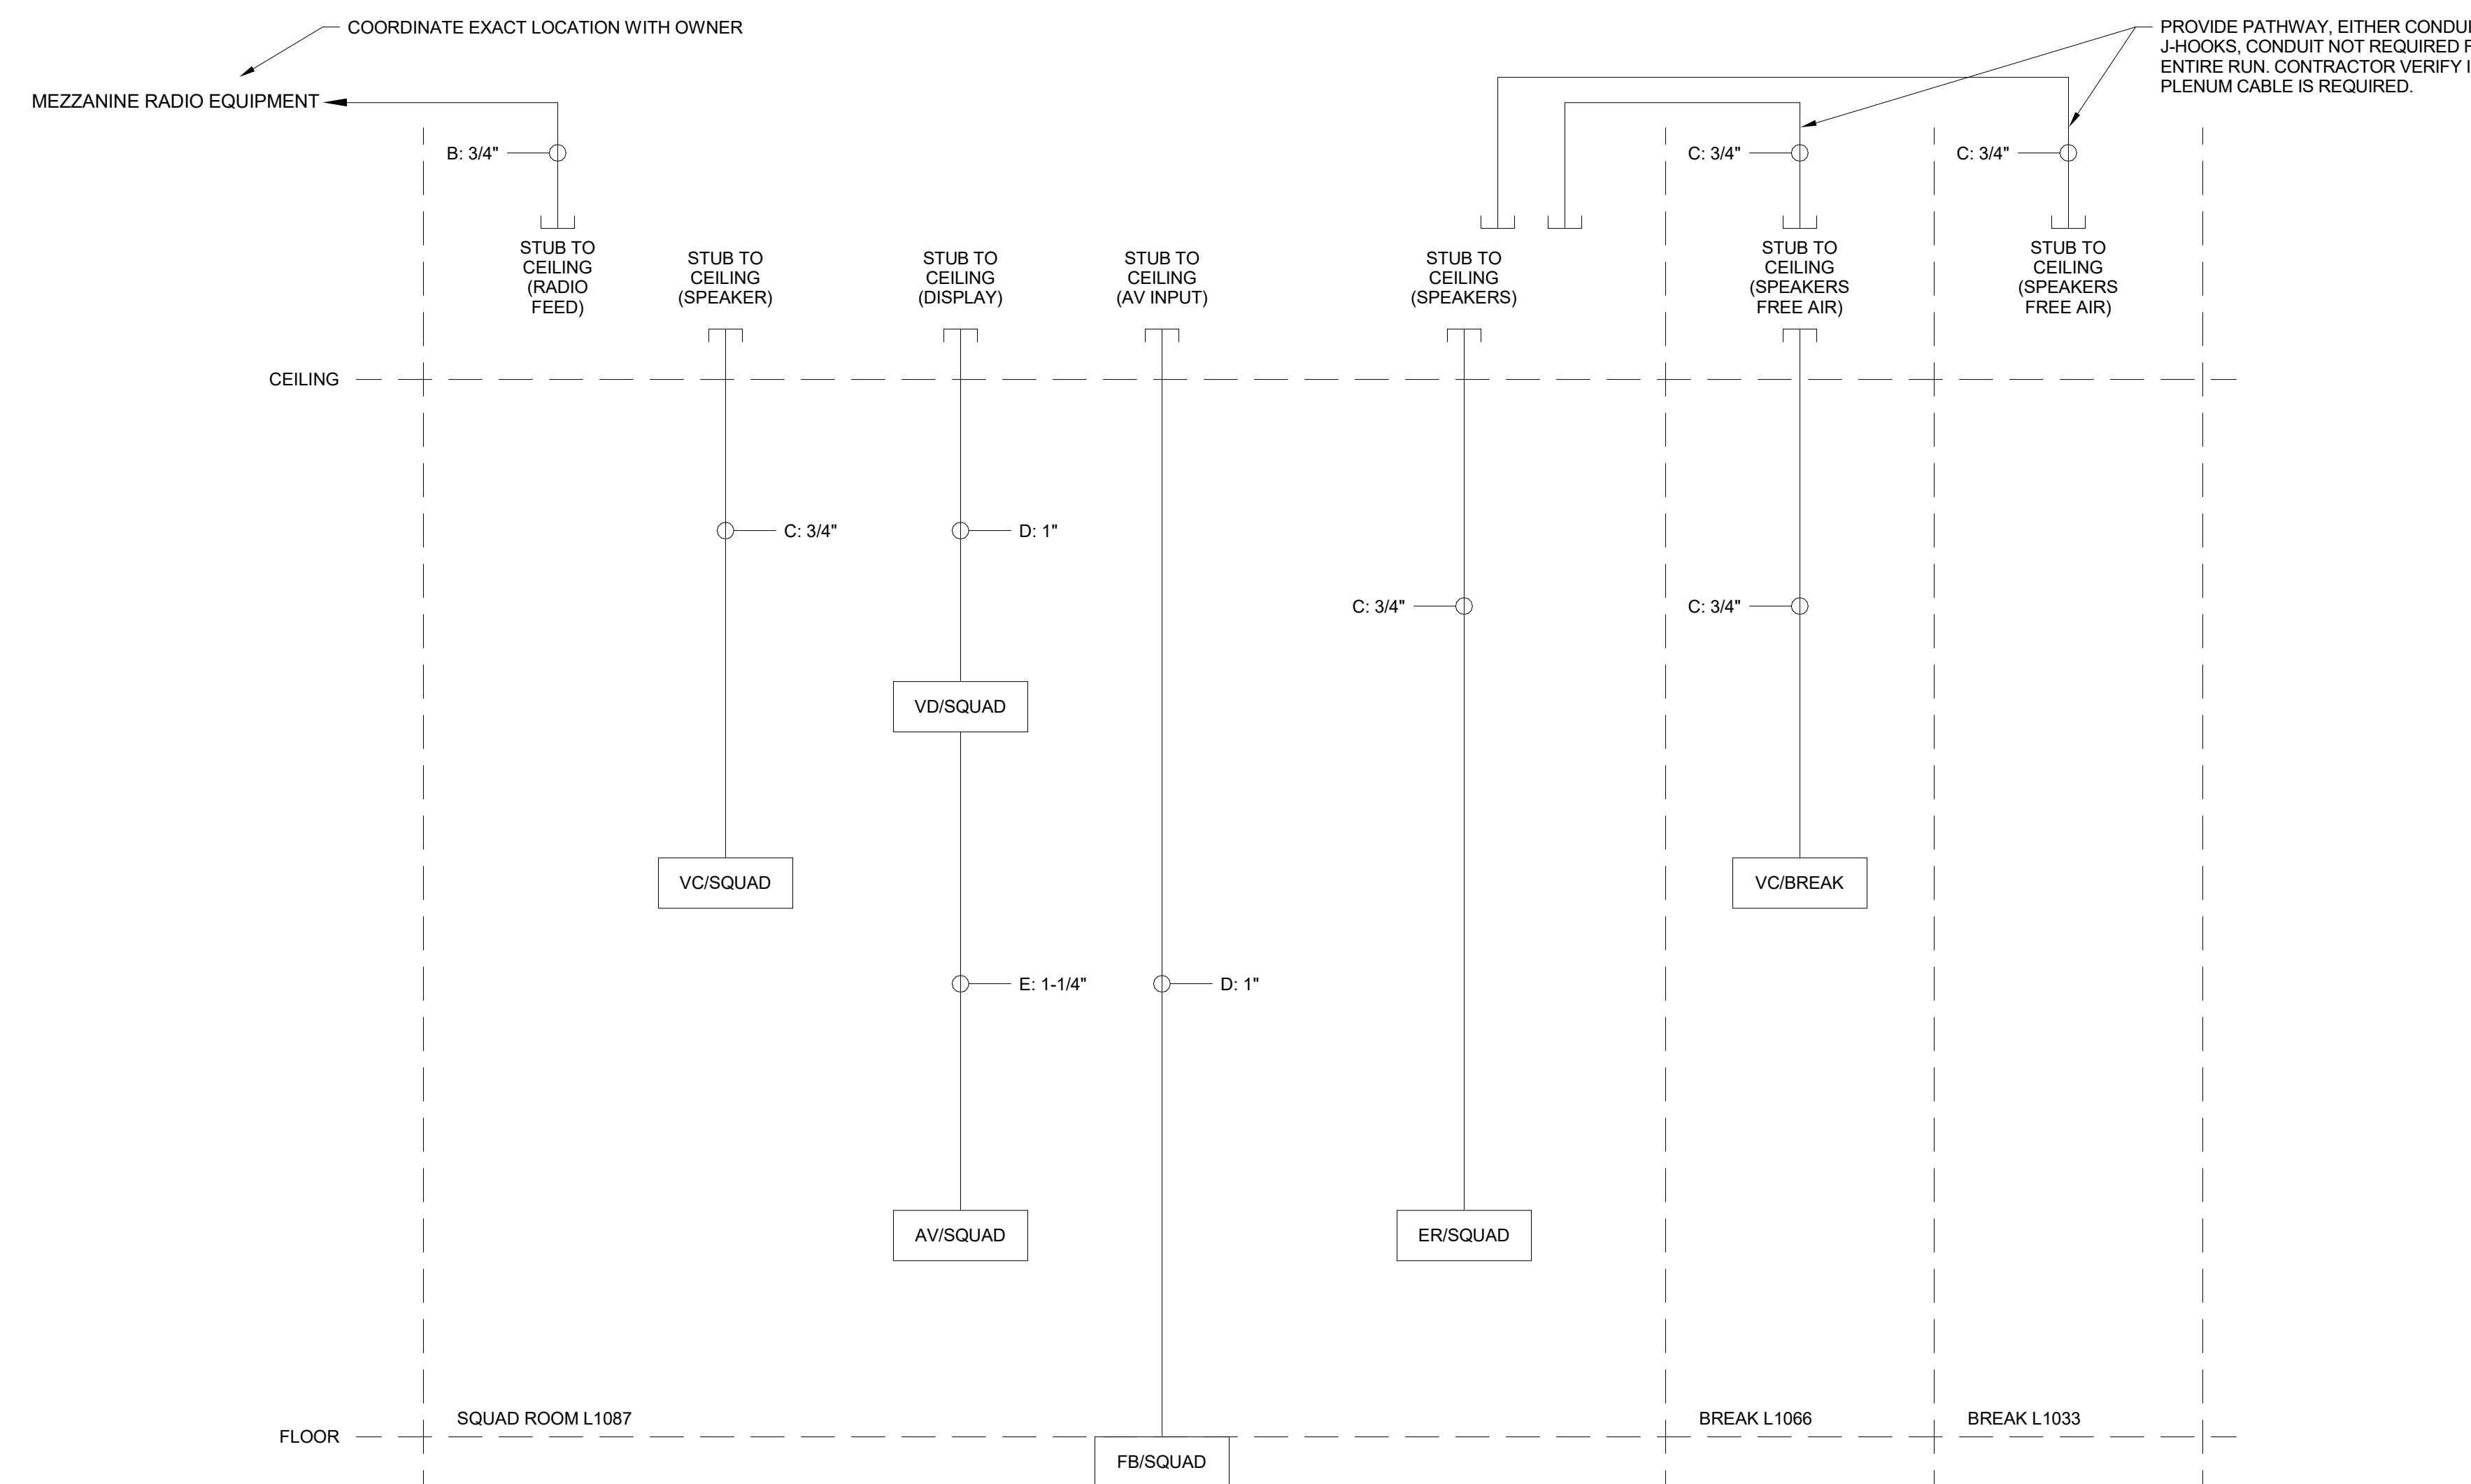 COORDINATE EXACT LOCATION WITH OWNER
PROVIDE PATHWAY, EITHER
J-HOOKS, CONDUIT NOT REQUIRED
ENTIRE RUN. CONTRACTOR VERIFY
PLENUM CABLE IS REQUIRED.
MEZZANINE RADIO EQUIPMENT
B: 3/4"
C: 3/4"
C: 3/4"
STUB TO
CEILING
(RADIO
FEED)
STUB TO
CEILING
(SPEAKER)
STUB TO
CEILING
(DISPLAY)
STUB TO
CEILING
(AV INPUT)
STUB TO
CEILING
(SPEAKERS)
STUB TO
CEILING
(SPEAKERS
FREE AIR)
STUB TO
CEILING
(SPEAKERS
FREE AIR)
CEILING
C: 3/4"
D: 1"
C: 3/4"
C: 3/4"
VD/SQUAD
VC/SQUAD
VC/BREAK
E: 1-1/4"
D: 1"
AV/SQUAD
ER/SQUAD
SQUAD ROOM L1087
BREAK L1066
BREAK L1033
FLOOR
FB/SQUAD